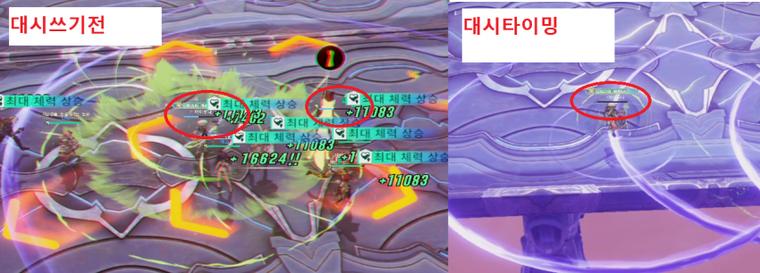 대시쓰기전
대시타이밍
최대 체력 상승
최대 체력 상승
+11083
최대 체력 상승
+11083
최대 체력 상승
+16624!!
+1
최대 체력 상승
+11083